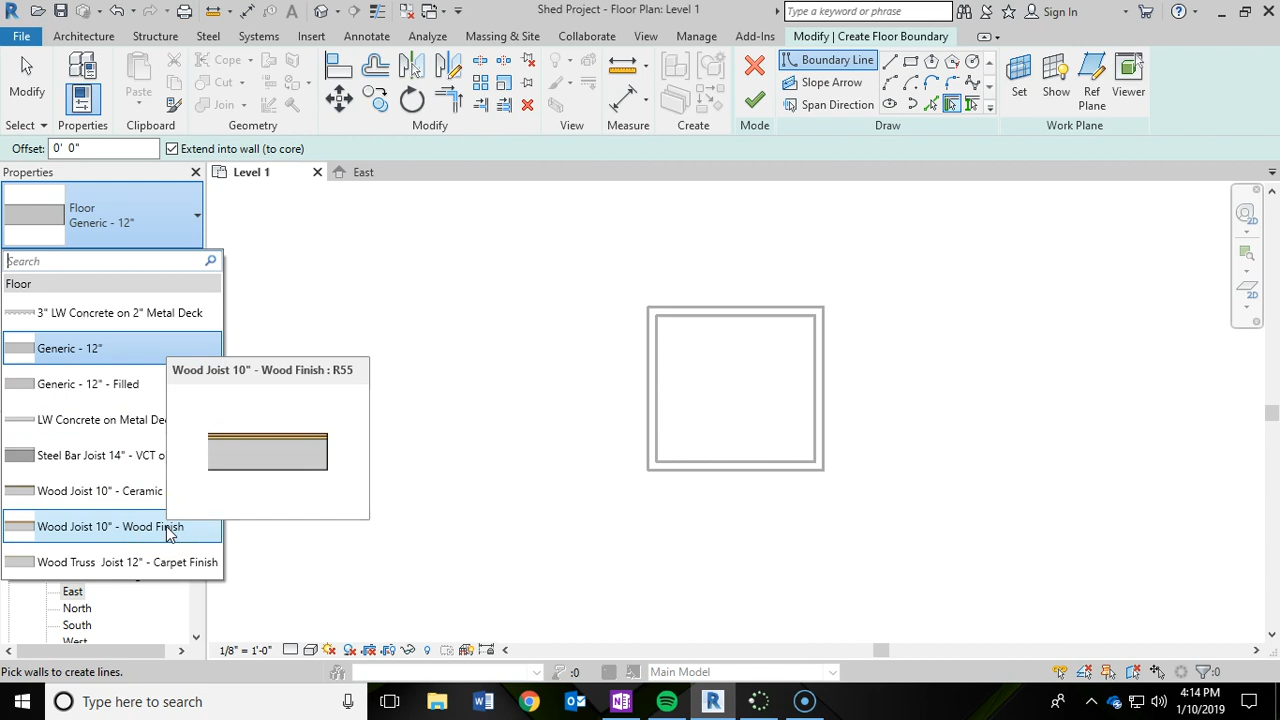 Shed Project - Floor Plan: Level 1
Type a keyword or phrase
Sign In
File
Architecture
Structure
Steel
Systems
Insert
Annotate
Analyze
Massing & Site
Collaborate
View
Manage
Add-Ins
Modify | Create Floor Boundary
Modify
Paste
Cope
Cut
Join
Boundary Line
Slope Arrow
Span Direction
Set
Show
Ref
Plane
Viewer
Select
Properties
Clipboard
Geometry
Modify
View
Measure
Create
Mode
Draw
Work Plane
Offset: 0' 0"
Extend into wall (to core)
Properties
Level 1
East
Floor
Generic - 12"
Search
Floor
3" LW Concrete on 2" Metal Deck
Generic - 12"
Generic - 12" - Filled
LW Concrete on Metal De
Steel Bar Joist 14" - VCT o
Wood Joist 10" - Ceramic
Wood Joist 10" - Wood Finish
Wood Truss Joist 12" - Carpet Finish
Wood Joist 10" - Wood Finish : R55
East
North
South
West
2D
2D
1/8" = 1'-0"
Pick walls to create lines.
:0
Main Model
:0
Type here to search
4:14 PM
1/10/2019